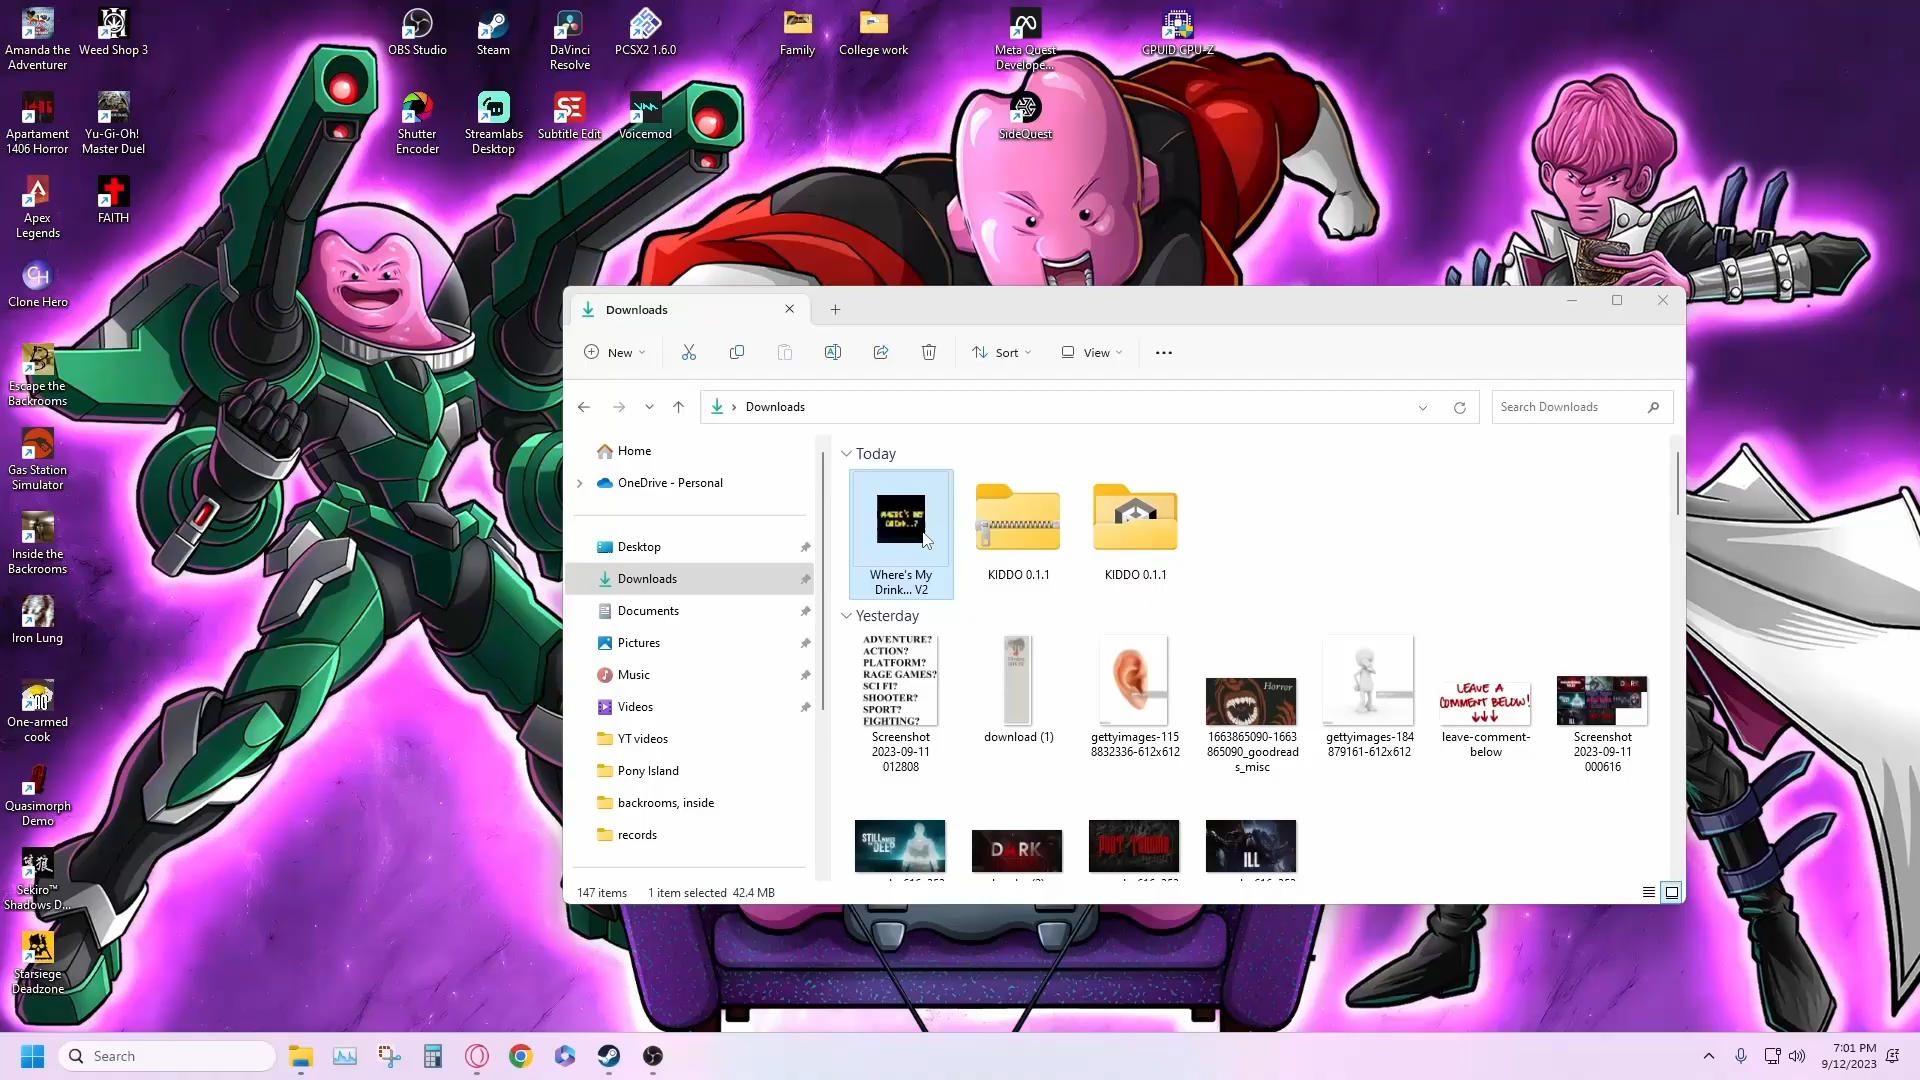 Amanda the
Adventurer
Weed Shop 3
OBS Studio
Steam
DaVinci
Resolve
PCSX2 1.6.0
Family
College work
Meta Quest
Develope...
CPUID CPU-Z
Apartament
1406 Horror
Yu-Gi-Oh!
Master Duel
Shutter
Encoder
Streamlabs
Desktop
Subtitle Edit
Voicemod
SideQuest
Apex
Legends
FAITH
Clone Hero
Escape the
Backrooms
Gas Station
Simulator
Inside the
Backrooms
Iron Lung
One-armed
cook
Quasimorph
Demo
Sekiro™
Shadows D...
Starsiege
Deadzone
Downloads
New
Sort
View
Downloads
Search Downloads
Home
OneDrive - Personal
Desktop
Downloads
Documents
Pictures
Music
Videos
YT videos
Pony Island
backrooms, inside
records
Today
Where's My
Drink... V2
KIDDO 0.1.1
KIDDO 0.1.1
Yesterday
ADVENTURE?
ACTION?
PLATFORM?
RAGE GAMES?
SCI FI?
SHOOTER?
SPORT?
FIGHTING?
Screenshot
2023-09-11
012808
download (1)
gettyimages-115
8832336-612x612
Horror
1663865090-1663
865090_goodread
s_misc
gettyimages-184
879161-612x612
LEAVE A
COMMENT BELOW!
leave-comment-
below
Screenshot
2023-09-11
000616
STILL
DEEP
DARK
ILL
147 items
1 item selected 42.4 MB
Search
7:01 PM
9/12/2023